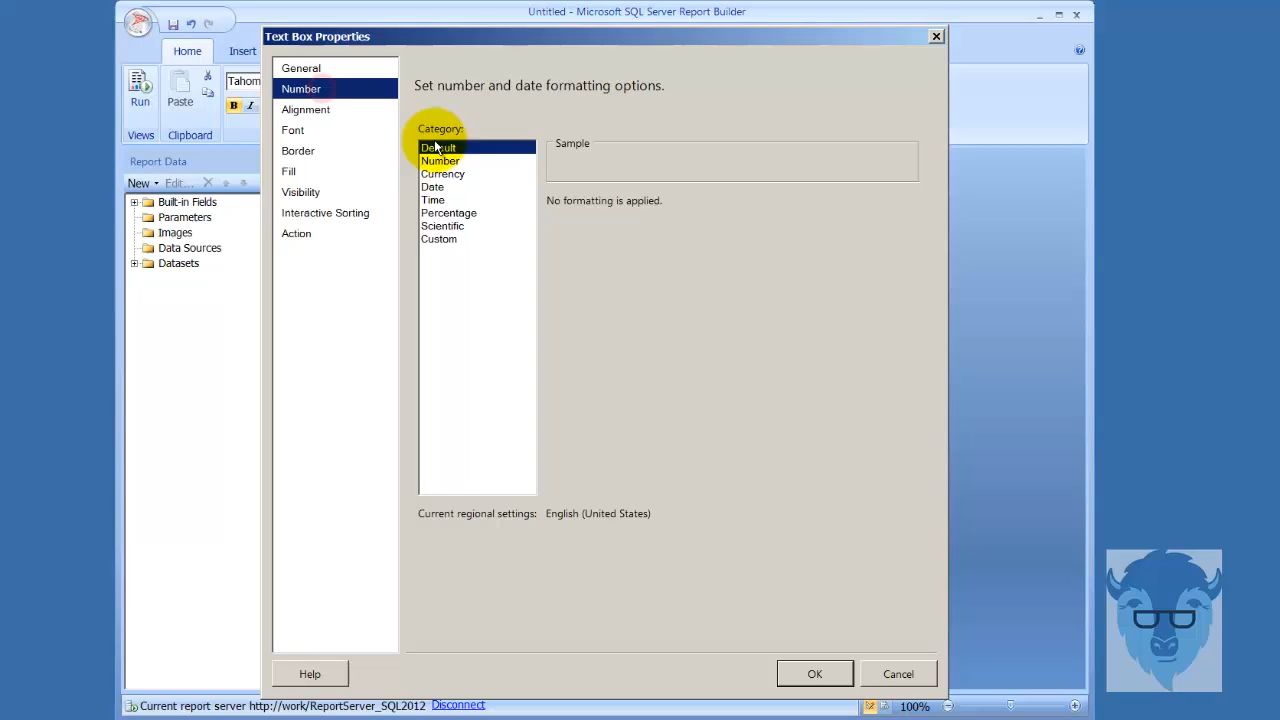 Untitled - Microsoft SQL Server Report Builder
Home Insert
Run Paste Tahom
B I
Views Clipboard
Report Data
New Edit...
Built-in Fields
Parameters
Images
Data Sources
Datasets
Text Box Properties
General
Number
Alignment
Font
Border
Fill
Visibility
Interactive Sorting
Action
Set number and date formatting options.
Category:
Default
Number
Currency
Date
Time
Percentage
Scientific
Custom
Sample
No formatting is applied.
Current regional settings: English (United States)
Help OK Cancel
Current report server http://work/ReportServer_SQL2012 Disconnect 100%